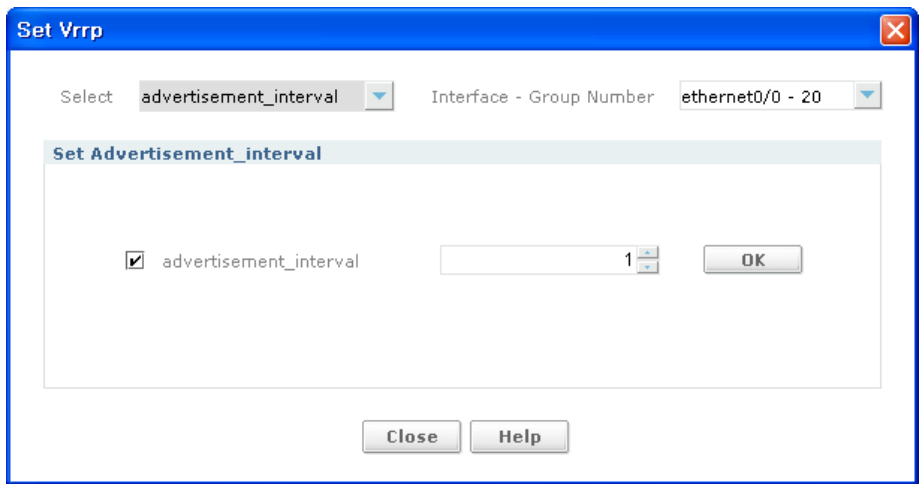 Set Vrrp
Select advertisement_interval Interface - Group Number ethernet0/0 - 20
Set Advertisement_interval
advertisement_interval 1 OK
Close Help